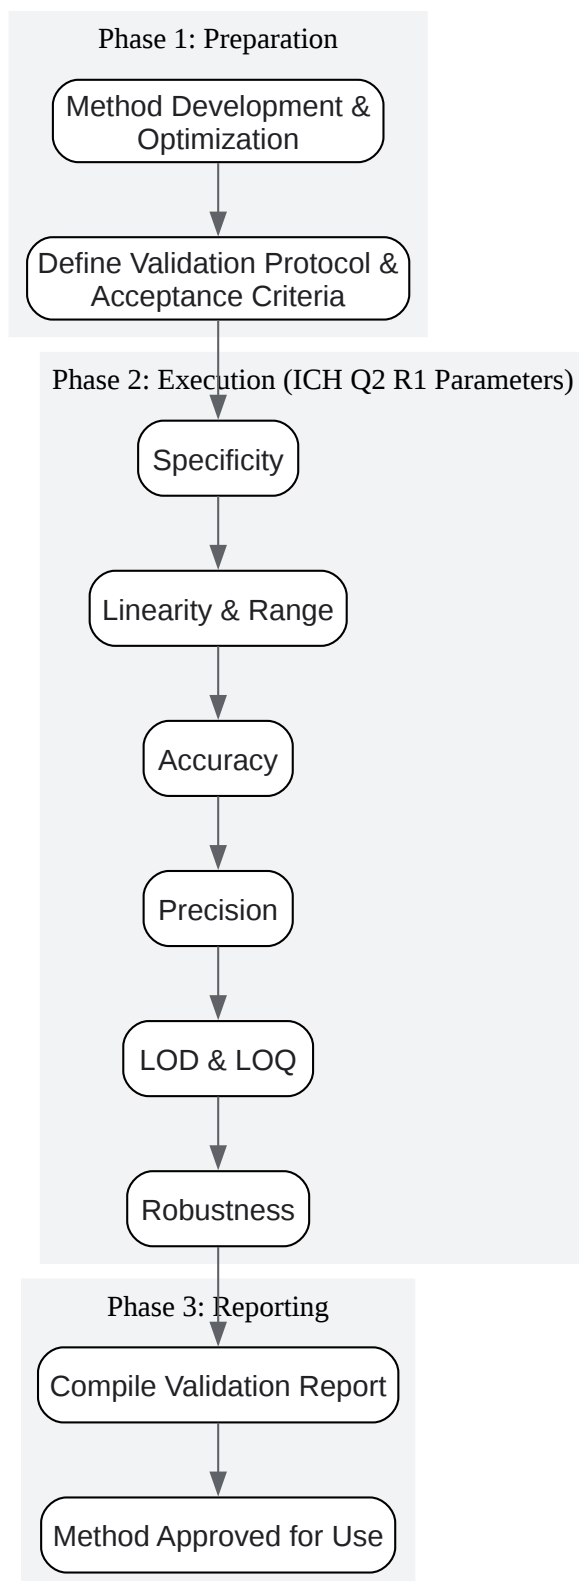 Phase 1: Preparation
Method Development &
Optimization
Define Validation Protocol &
Acceptance Criteria
Phase 2: Execution (ICH Q2 R1 Parameters)
Specificity
Linearity & Range
Accuracy
Precision
LOD & LOQ
Robustness
Phase 3: Reporting
Compile Validation Report
Method Approved for Use